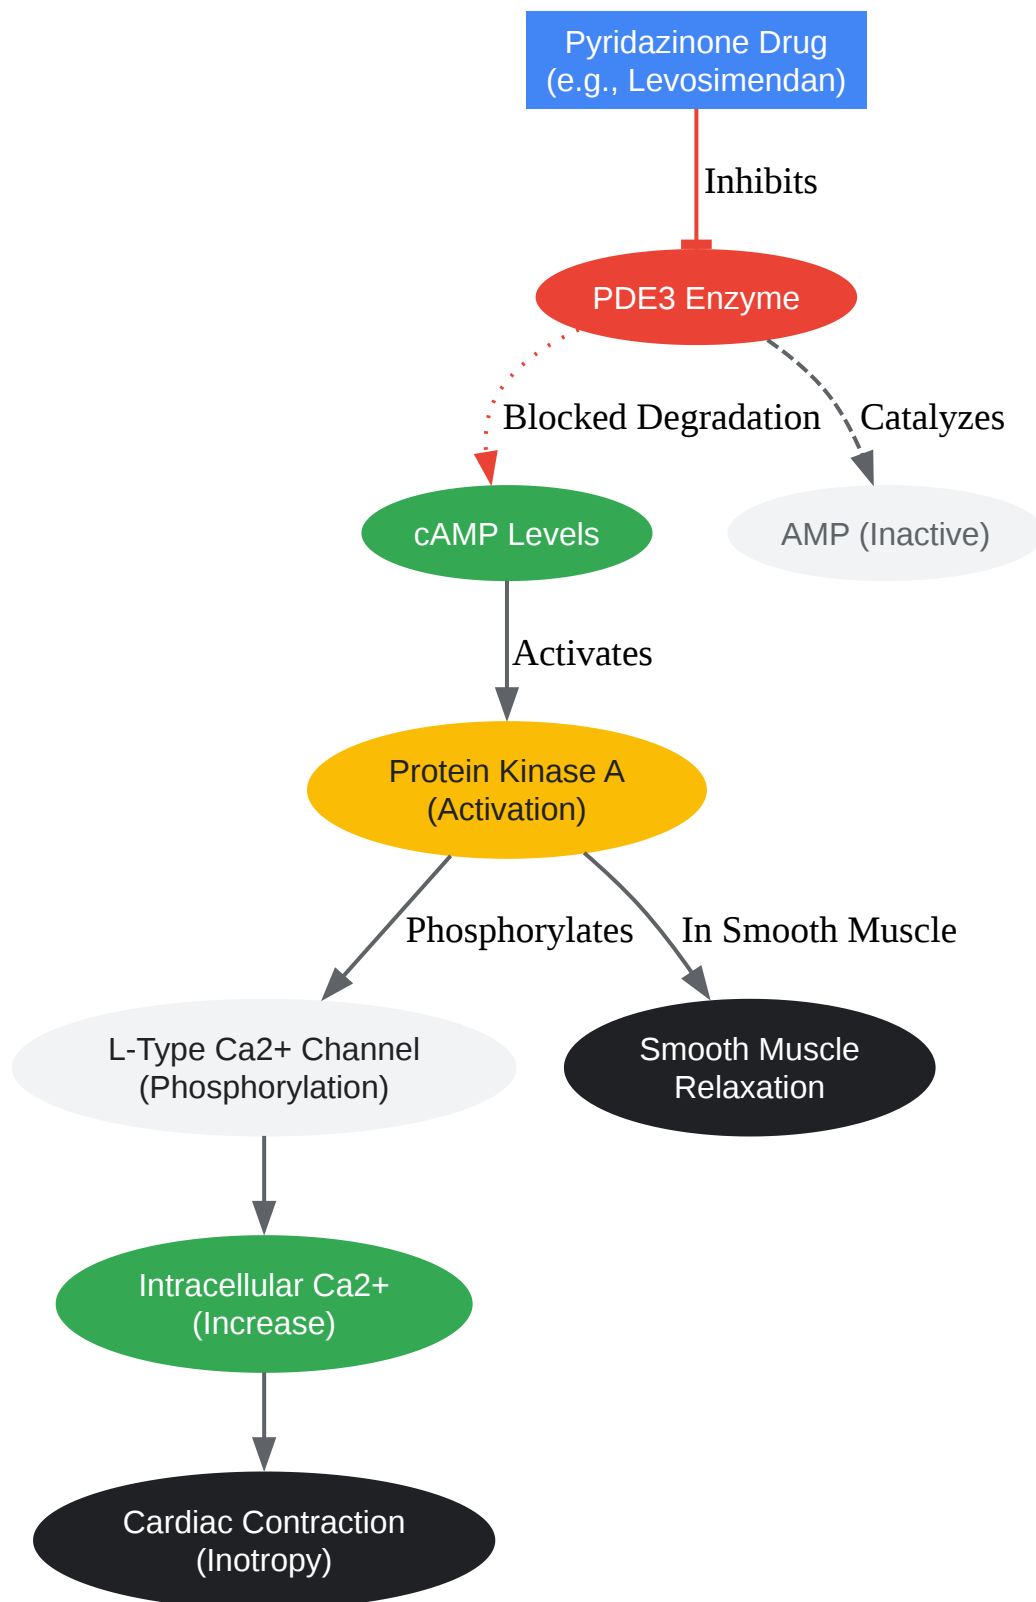 Pyridazinone Drug
(e.g., Levosimendan)
Inhibits
PDE3 Enzyme
Blocked Degradation
Catalyzes
cAMP Levels
AMP (Inactive)
Activates
Protein Kinase A
(Activation)
Phosphorylates
In Smooth Muscle
L-Type Ca2+ Channel
(Phosphorylation)
Smooth Muscle
Relaxation
Intracellular Ca2+
(Increase)
Cardiac Contraction
(Inotropy)